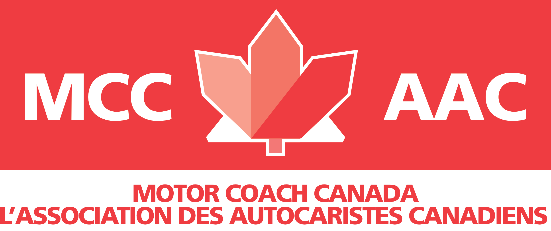 MCC AAC
MOTOR COACH CANADA
L'ASSOCIATION DES AUTOCARISTES CANADIENS